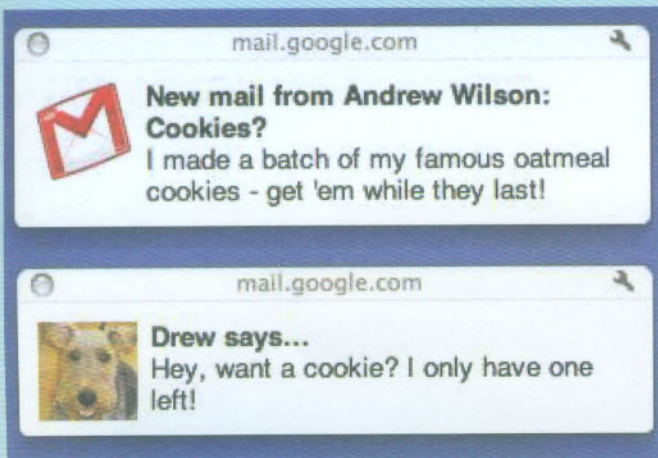 mail.google.com
New mail from Andrew Wilson:
Cookies?
I made a batch of my famous oatmeal
cookies - get 'em while they last!
mail.google.com
Drew says...
Hey, want a cookie? I only have one
left!